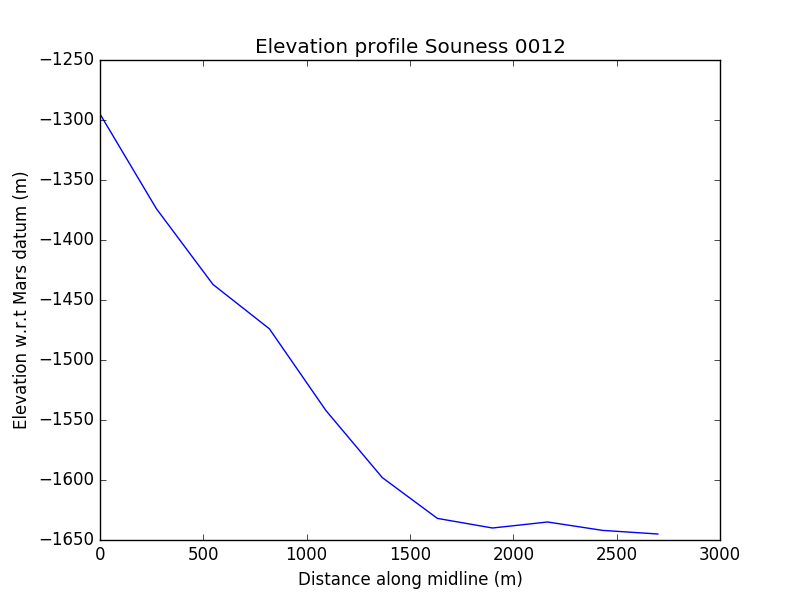 Elevation profile Souness 0012
Elevation w.r.t Mars datum (m)
−1250
−1300
−1350
−1400
−1450
−1500
−1550
−1600
−1650
0 500 1000 1500 2000 2500 3000
Distance along midline (m)